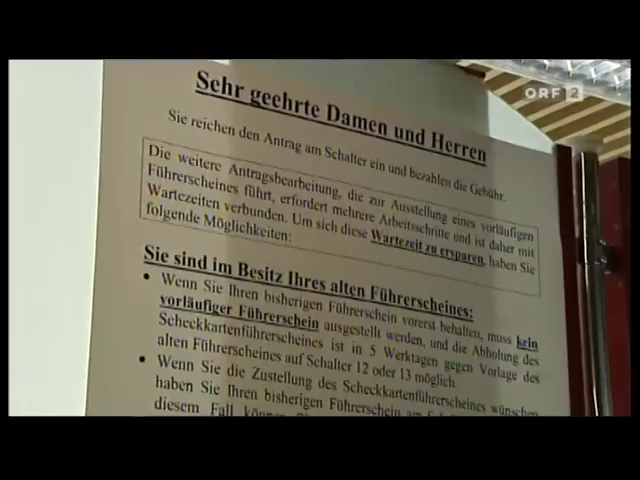 ORF 2
Sehr geehrte Damen und Herren
Sie reichen den Antrag am Schalter ein und bezahlen die Gebühr.
Die weitere Antragsbearbeitung, die zur Ausstellung eines vorläufigen
Führerscheines führt, erfordert mehrere Arbeitsschritte und ist daher mit
Wartezeiten verbunden. Um sich diese Wartezeit zu ersparen, haben Sie
folgende Möglichkeiten:
Sie sind im Besitz Ihres alten Führerscheines:
• Wenn Sie Ihren bisherigen Führerschein vorerst behalten, muss kein
vorläufiger Führerschein ausgestellt werden, und die Abholung des
Scheckkartenführerscheines ist in 5 Werktagen gegen Vorlage des
alten Führerscheines auf Schalter 12 oder 13 möglich.
• Wenn Sie die Zustellung des Scheckkartenführerscheines wünschen
haben Sie Ihren bisherigen Führerschein am
diesem Fall